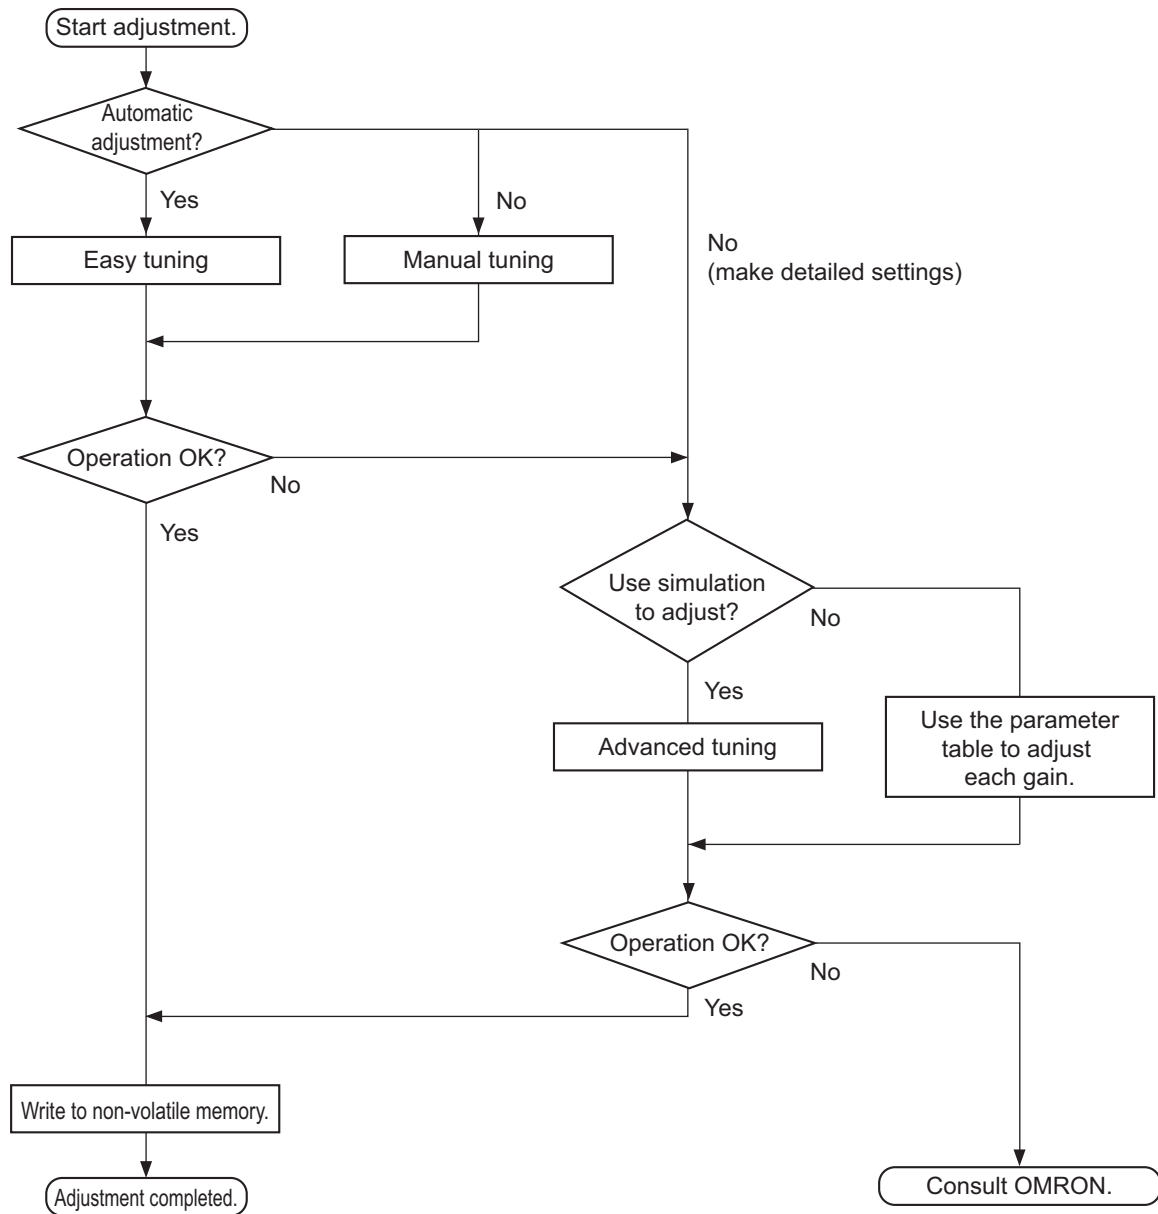 Start adjustment.
Automatic
adjustment?
Yes
No
No
(make detailed settings)
Easy tuning
Manual tuning
Operation OK?
No
Yes
Use simulation
to adjust?
No
Yes
Advanced tuning
Use the parameter
table to adjust
each gain.
Operation OK?
No
Yes
Write to non-volatile memory.
Adjustment completed.
Consult OMRON.